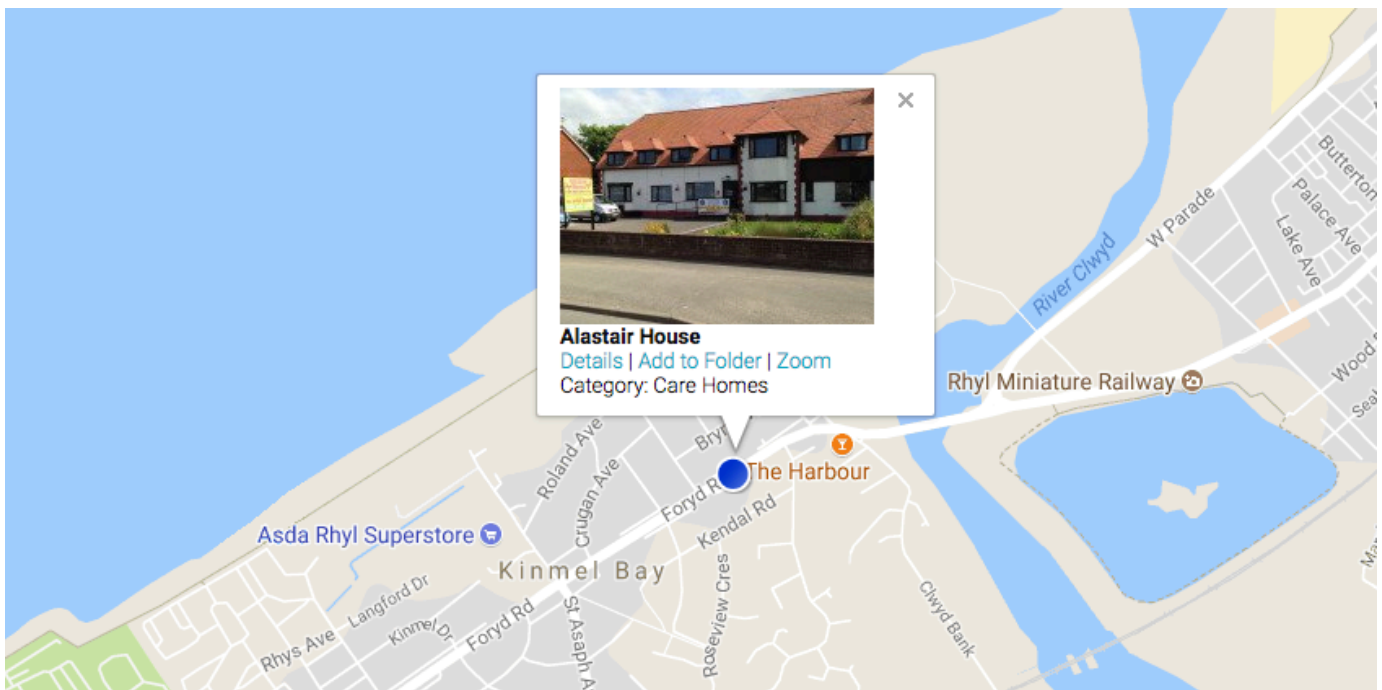 Alastair House
Details | Add to Folder | Zoom
Category: Care Homes
Butterton
Palace Ave
Lake Ave
W Parade
River Clwyd
Rhyl Miniature Railway
Wood
Roland Ave
Crugan Ave
Foryd
The Harbour
Kendal Rd
Asda Rhyl Superstore
Kinmel Bay
Langford Dr
Rhys Ave
Kinmel Dr
Foryd Rd
St Asaph A
Roseview Cres
Clwyd Bank